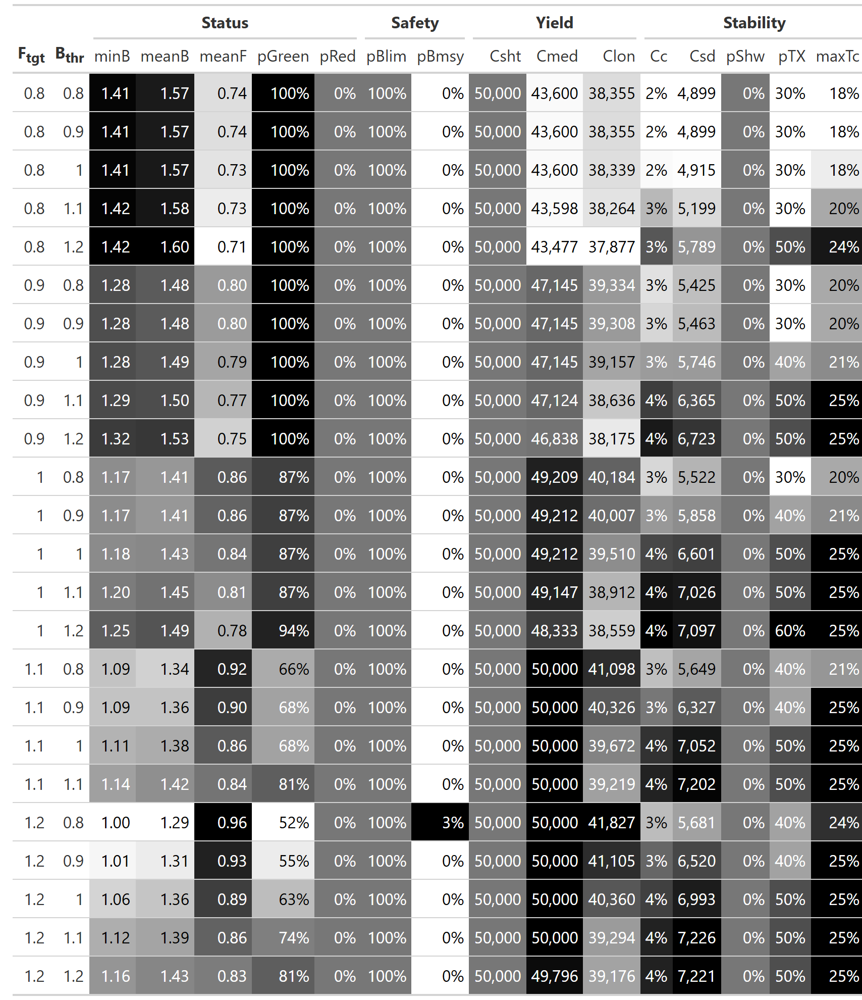 Status Safety Yield Stability
Ftgt Bthr minB meanB meanF pGreen pRed pBlim pBmsy Csht Cmed Clon Cc Csd pShw pTX maxTc
0.8 0.8 1.41 1.57 0.74 100% 0% 100% 0% 50,000 43,600 38,355 2% 4,899 0% 30% 18%
0.8 0.9 1.41 1.57 0.74 100% 0% 100% 0% 50,000 43,600 38,355 2% 4,899 0% 30% 18%
0.8 1 1.41 1.57 0.73 100% 0% 100% 0% 50,000 43,600 38,339 2% 4,915 0% 30% 18%
0.8 1.1 1.42 1.58 0.73 100% 0% 100% 0% 50,000 43,598 38,264 3% 5,199 0% 30% 20%
0.8 1.2 1.42 1.60 0.71 100% 0% 100% 0% 50,000 43,477 37,877 3% 5,789 0% 50% 24%
0.9 0.8 1.28 1.48 0.80 100% 0% 100% 0% 50,000 47,145 39,334 3% 5,425 0% 30% 20%
0.9 0.9 1.28 1.48 0.80 100% 0% 100% 0% 50,000 47,145 39,308 3% 5,463 0% 30% 20%
0.9 1 1.28 1.49 0.79 100% 0% 100% 0% 50,000 47,145 39,157 3% 5,746 0% 40% 21%
0.9 1.1 1.29 1.50 0.77 100% 0% 100% 0% 50,000 47,124 38,636 4% 6,365 0% 50% 25%
0.9 1.2 1.32 1.53 0.75 100% 0% 100% 0% 50,000 46,838 38,175 4% 6,723 0% 50% 25%
1 0.8 1.17 1.41 0.86 87% 0% 100% 0% 50,000 49,209 40,184 3% 5,522 0% 30% 20%
1 0.9 1.17 1.41 0.86 87% 0% 100% 0% 50,000 49,212 40,007 3% 5,858 0% 40% 21%
1 1 1.18 1.43 0.84 87% 0% 100% 0% 50,000 49,212 39,510 4% 6,601 0% 50% 25%
1 1.1 1.20 1.45 0.81 87% 0% 100% 0% 50,000 49,147 38,912 4% 7,026 0% 50% 25%
1 1.2 1.25 1.49 0.78 94% 0% 100% 0% 50,000 48,333 38,559 4% 7,097 0% 60% 25%
1.1 0.8 1.09 1.34 0.92 66% 0% 100% 0% 50,000 50,000 41,098 3% 5,649 0% 40% 21%
1.1 0.9 1.09 1.36 0.90 68% 0% 100% 0% 50,000 50,000 40,326 3% 6,327 0% 40% 25%
1.1 1 1.11 1.38 0.86 68% 0% 100% 0% 50,000 50,000 39,672 4% 7,052 0% 50% 25%
1.1 1.1 1.14 1.42 0.84 81% 0% 100% 0% 50,000 50,000 39,219 4% 7,202 0% 50% 25%
1.2 0.8 1.00 1.29 0.96 52% 0% 100% 3% 50,000 50,000 41,827 3% 5,681 0% 40% 24%
1.2 0.9 1.01 1.31 0.93 55% 0% 100% 0% 50,000 50,000 41,105 3% 6,520 0% 40% 25%
1.2 1 1.06 1.36 0.89 63% 0% 100% 0% 50,000 50,000 40,360 4% 6,993 0% 50% 25%
1.2 1.1 1.12 1.39 0.86 74% 0% 100% 0% 50,000 50,000 39,294 4% 7,226 0% 50% 25%
1.2 1.2 1.16 1.43 0.83 81% 0% 100% 0% 50,000 49,796 39,176 4% 7,221 0% 50% 25%